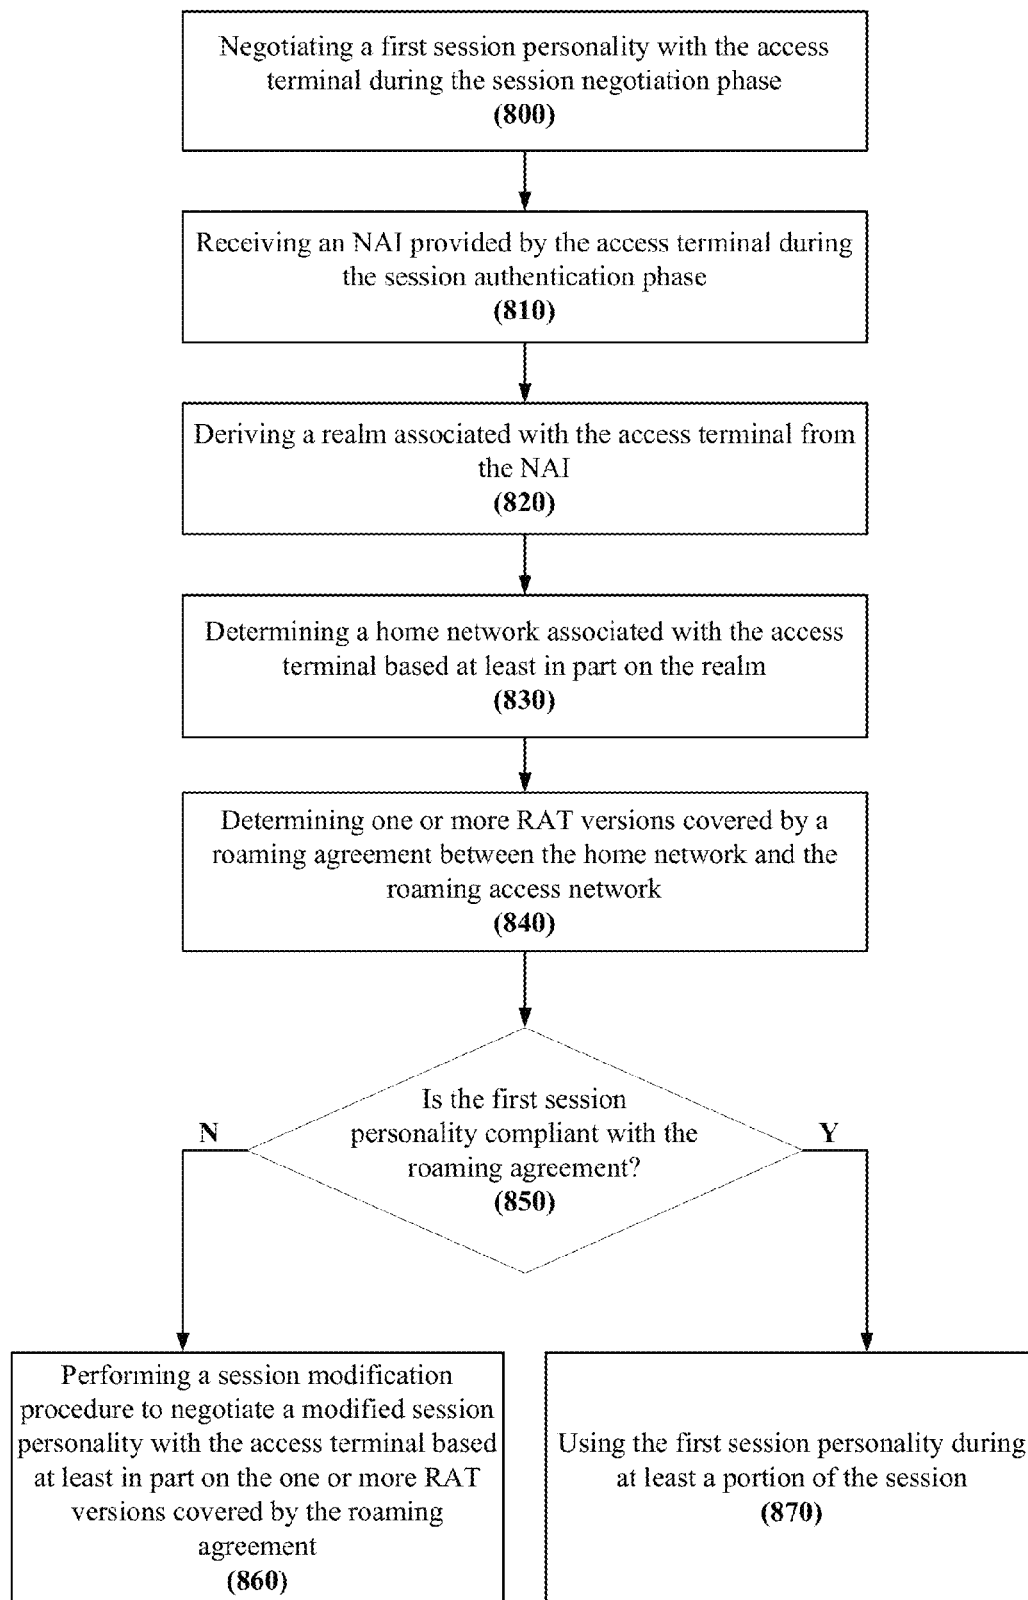 Negotiating a first session personality with the access
terminal during the session negotiation phase
(800)
Receiving an NAI provided by the access terminal during
the session authentication phase
(810)
Deriving a realm associated with the access terminal from
the NAI
(820)
Determining a home network associated with the access
terminal based at least in part on the realm
(830)
Determining one or more RAT versions covered by a
roaming agreement between the home network and the
roaming access network
(840)
Is the first session
personality compliant with the
roaming agreement?
(850)
N
Y
Performing a session modification
procedure to negotiate a modified session
personality with the access terminal based
at least in part on the one or more RAT
versions covered by the roaming
agreement
(860)
Using the first session personality during
at least a portion of the session
(870)